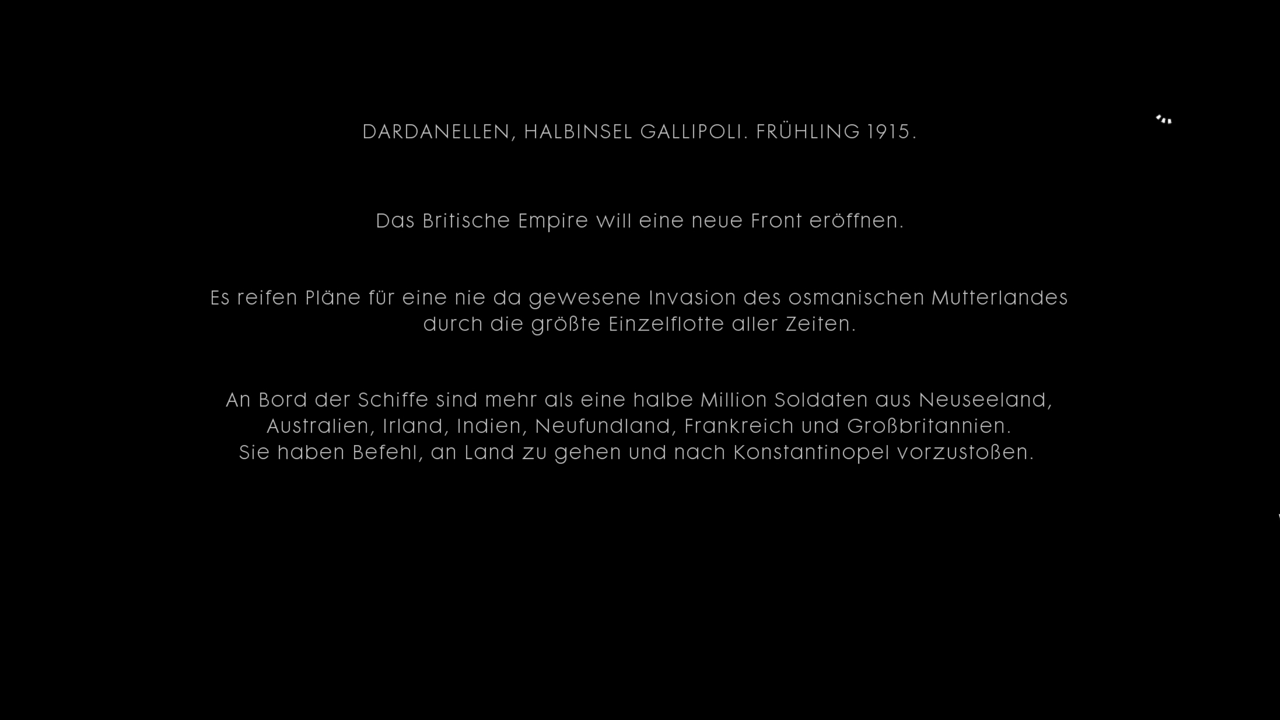 DARDANELLEN, HALBINSEL GALLIPOLI. FRÜHLING 1915.
Das Britische Empire will eine neue Front eröffnen.
Es reifen Pläne für eine nie da gewesene Invasion des osmanischen Mutterlandes
durch die größte Einzelflotte aller Zeiten.
An Bord der Schiffe sind mehr als eine halbe Million Soldaten aus Neuseeland,
Australien, Irland, Indien, Neufundland, Frankreich und Großbritannien.
Sie haben Befehl, an Land zu gehen und nach Konstantinopel vorzustoßen.